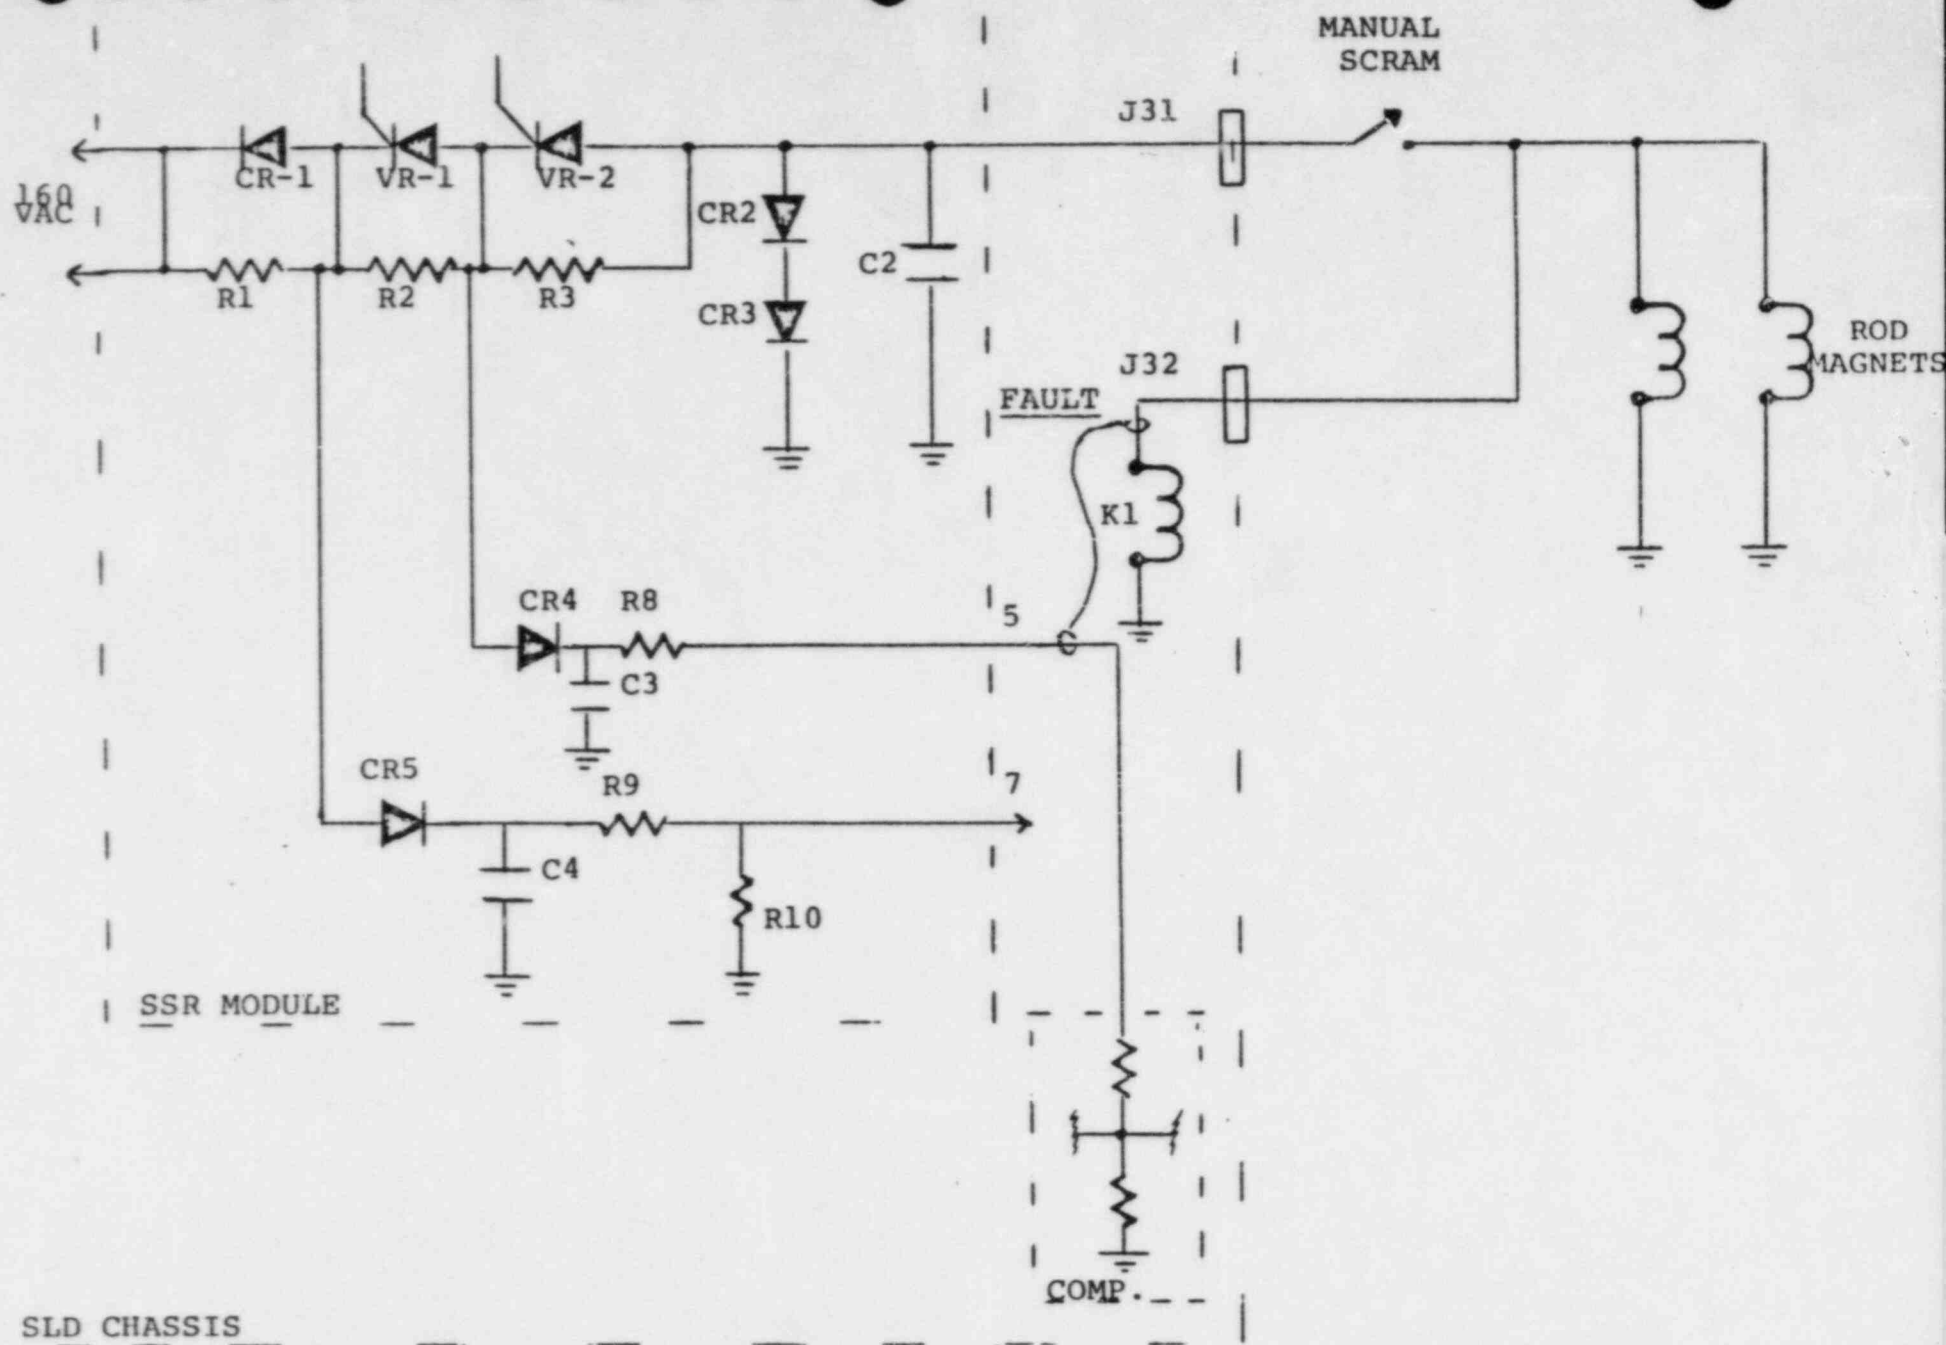 MANUAL
SCRAM
J31
CR-1
VR-1
VR-2
160
VAC
CR2
C2
R1
R2
R3
CR3
J32
ROD
MAGNETS
FAULT
K1
CR4
R8
5
C3
CR5
R9
7
C4
R10
SSR MODULE
COMP.
SLD CHASSIS